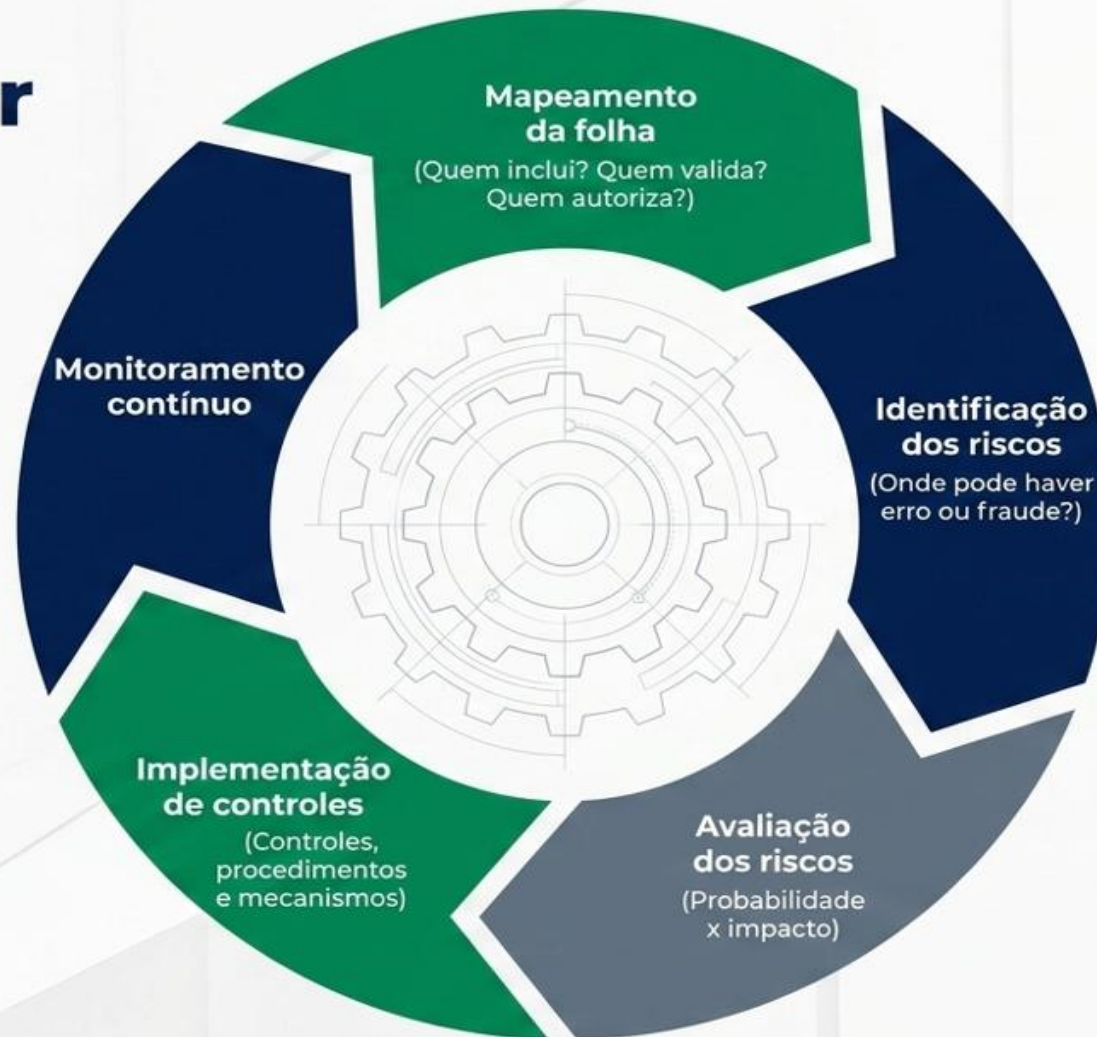 r
Mapeamento
da folha
(Quem inclui? Quem valida?
Quem autoriza?)
Identificação
dos riscos
(Onde pode haver
erro ou fraude?)
Avaliação
dos riscos
(Probabilidade
x impacto)
Implementação
de controles
(Controles,
procedimentos
e mecanismos)
Monitoramento
contínuo